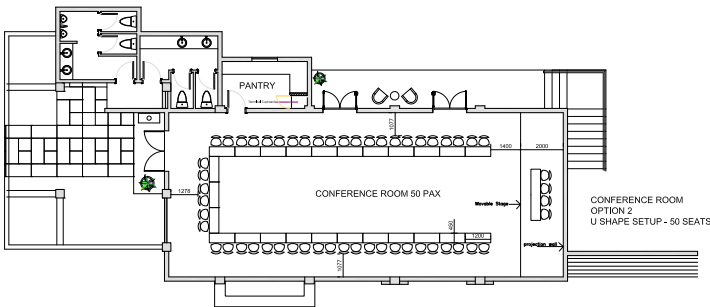 PANTRY
1077
1400
2000
1276
CONFERENCE ROOM 50 PAX
Movable Stage
CONFERENCE ROOM
OPTION 2
U SHAPE SETUP - 50 SEATS
450
1200
projection wall
1077